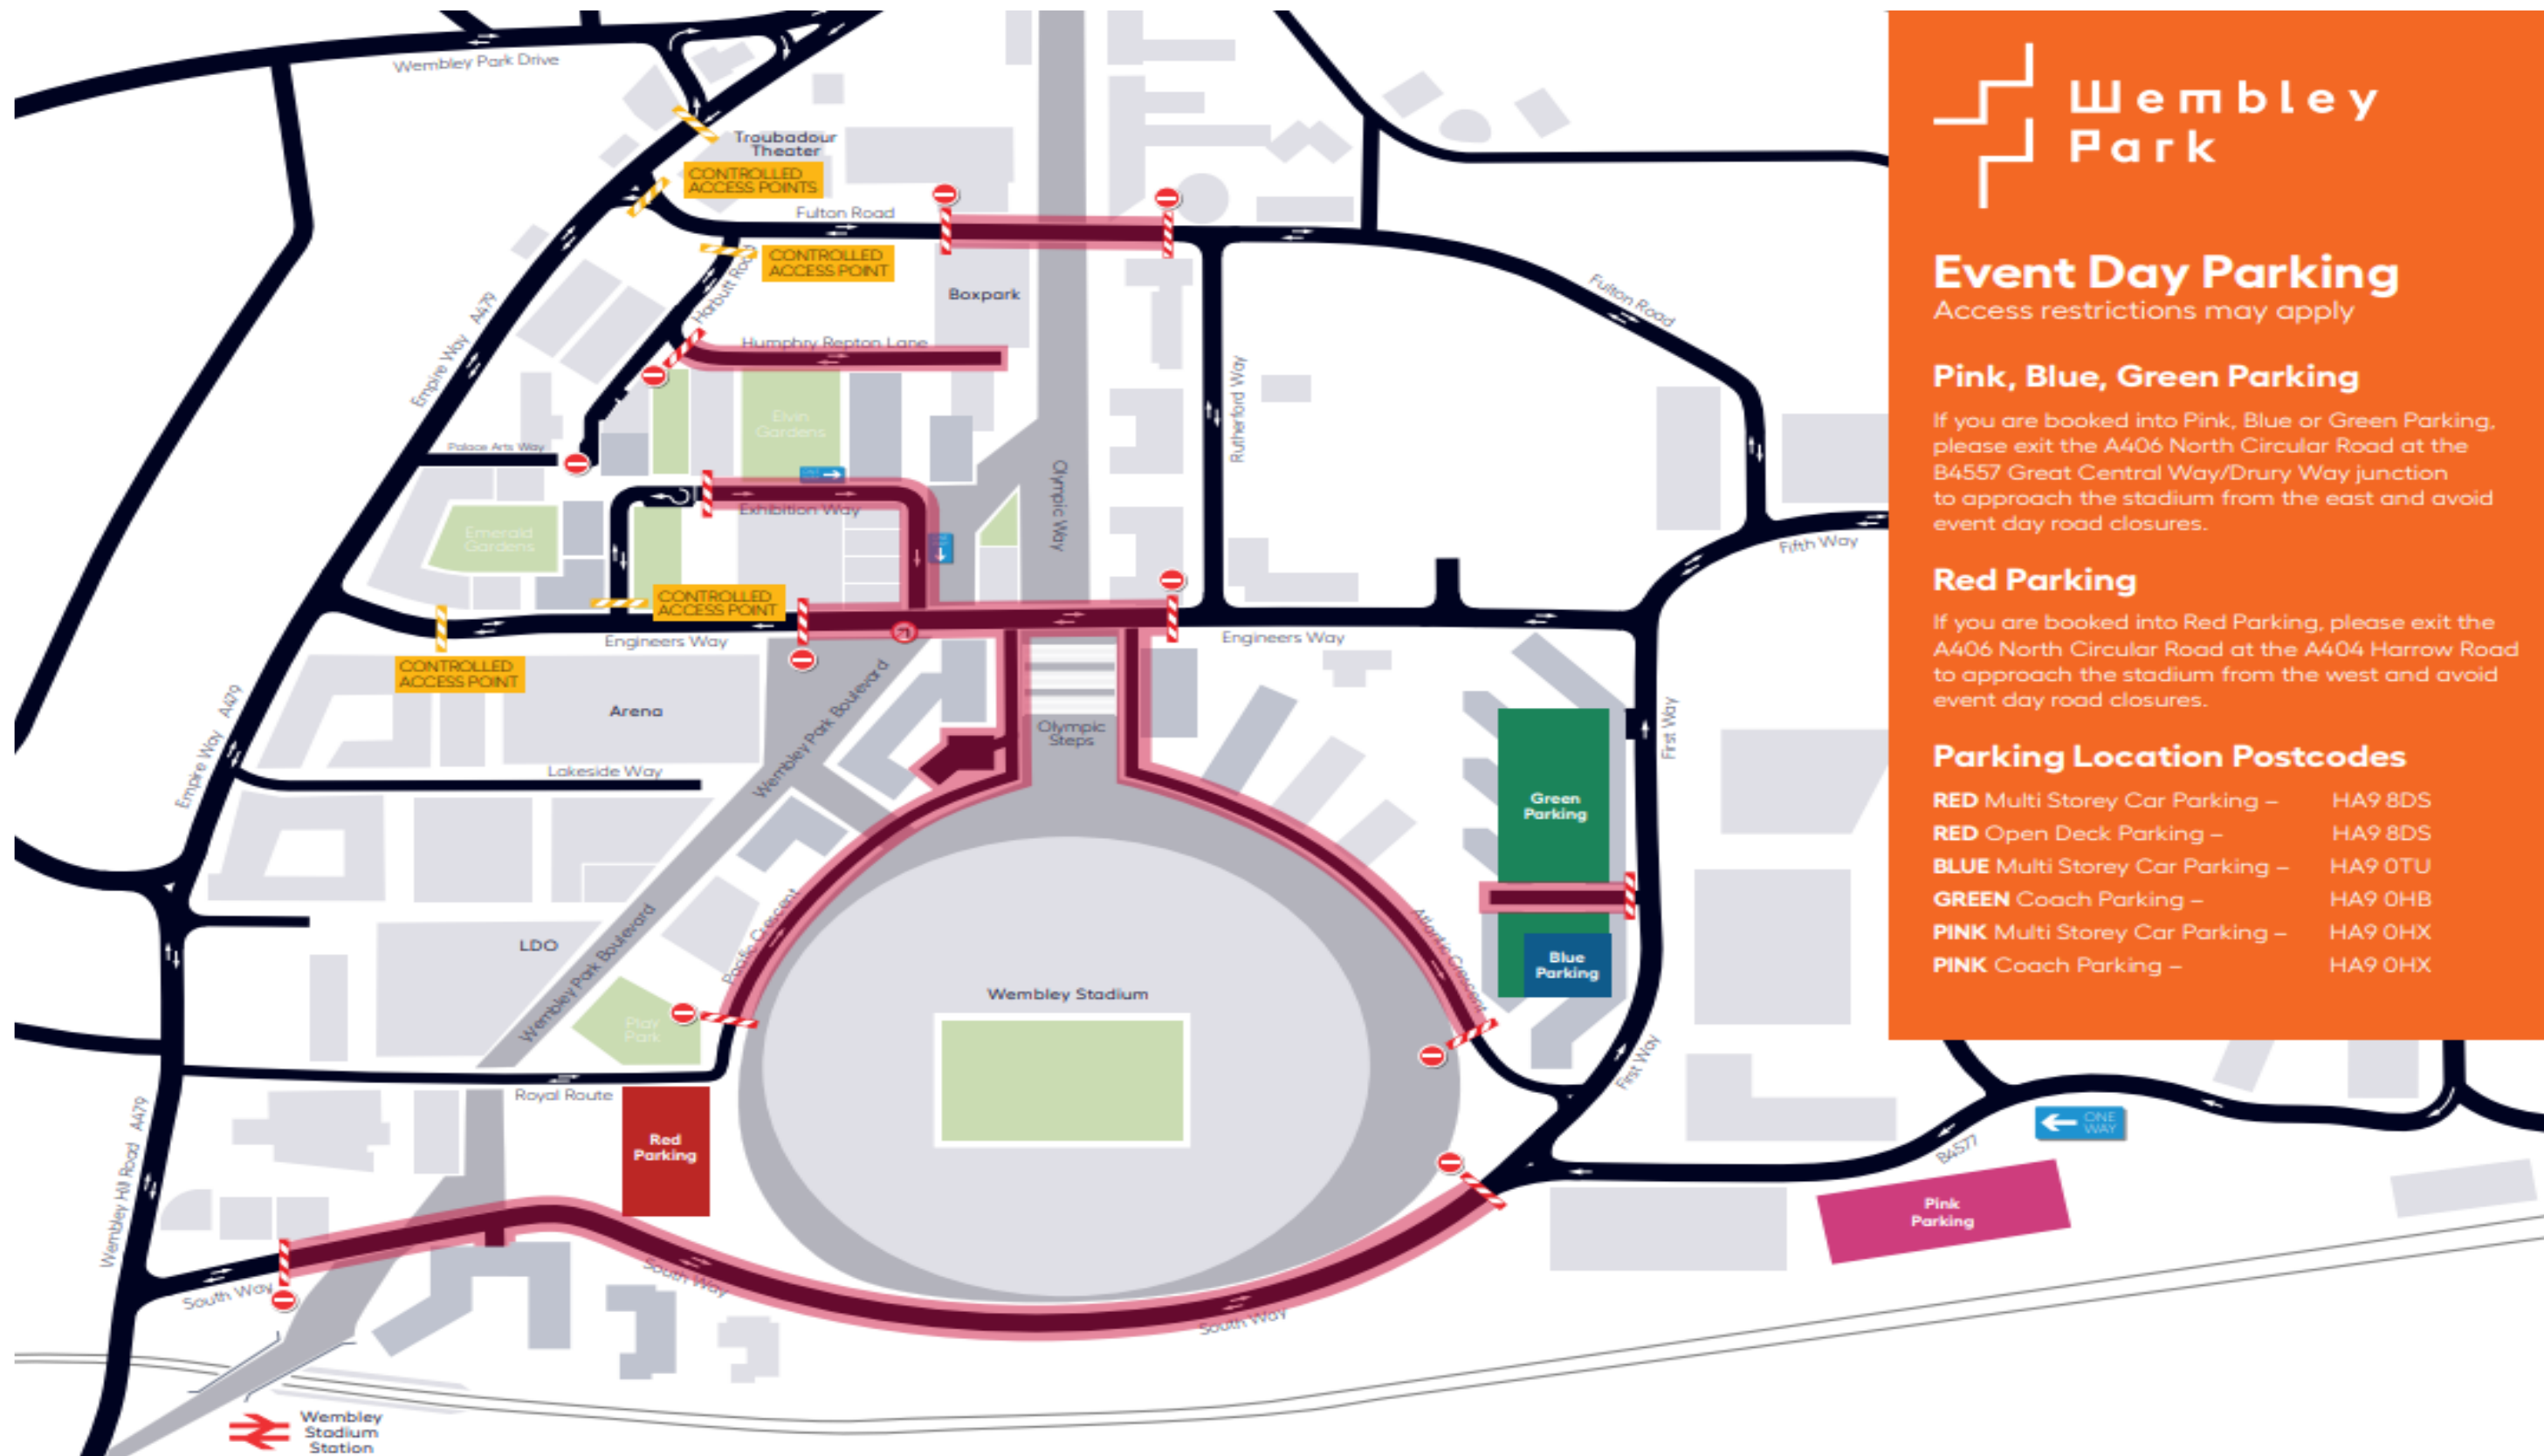 Wembley Park Drive
Troubadour
Theater
CONTROLLED
ACCESS POINTS
Fulton Road
CONTROLLED
ACCESS POINT
Harbutt Road
Boxpark
Humphry Repton Lane
Empire Way A479
Palace Arts Way
Elvin
Gardens
Rutherford Way
Fulton Road
Olympic Way
Exhibition Way
Emerald
Gardens
Fifth Way
CONTROLLED
ACCESS POINT
Engineers Way
Engineers Way
CONTROLLED
ACCESS POINT
Arena
Wembley Park Boulevard
Olympic
Steps
First Way
Empire Way A479
Lakeside Way
Green
Parking
Pacific Crescent
Atlantic Crescent
LDO
Wembley Park Boulevard
Blue
Parking
Wembley Stadium
Play
Park
First Way
Royal Route
Red
Parking
Wembley Hill Road A479
ONE
WAY
B4577
Pink
Parking
South Way
South Way
South Way
Wembley
Stadium
Station
Wembley
Park
Event Day Parking
Access restrictions may apply
Pink, Blue, Green Parking
If you are booked into Pink, Blue or Green Parking,
please exit the A406 North Circular Road at the
B4557 Great Central Way/Drury Way junction
to approach the stadium from the east and avoid
event day road closures.
Red Parking
If you are booked into Red Parking, please exit the
A406 North Circular Road at the A404 Harrow Road
to approach the stadium from the west and avoid
event day road closures.
Parking Location Postcodes
RED Multi Storey Car Parking – HA9 8DS
RED Open Deck Parking – HA9 8DS
BLUE Multi Storey Car Parking – HA9 0TU
GREEN Coach Parking – HA9 0HB
PINK Multi Storey Car Parking – HA9 0HX
PINK Coach Parking – HA9 0HX